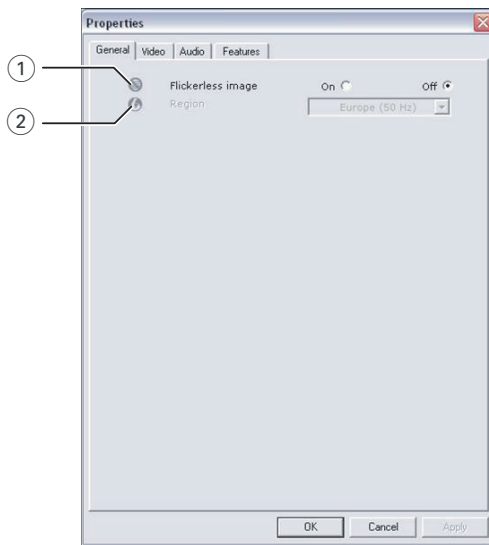 Properties
General Video Audio Features
1 Flickerless image On Off
2 Region Europe (50 Hz)
OK Cancel Apply